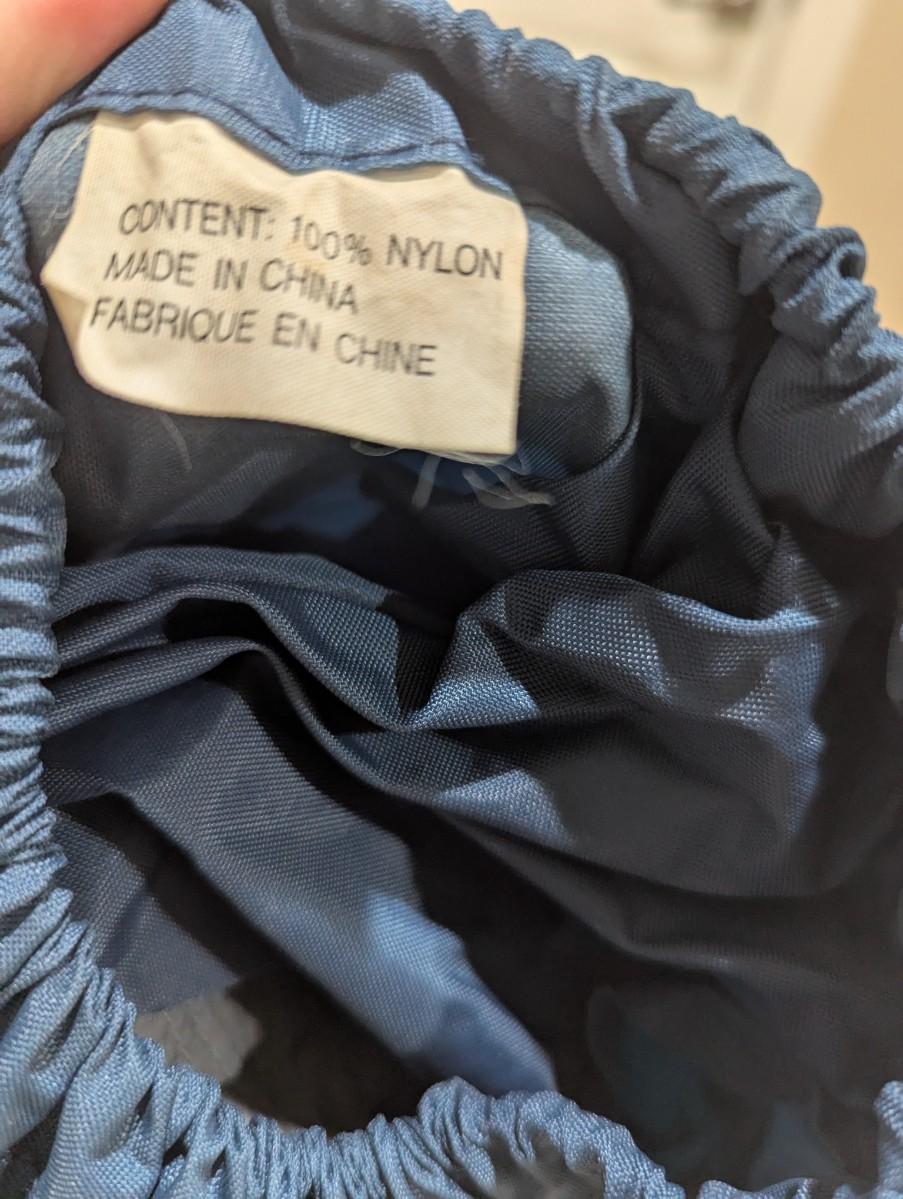 CONTENT: 100% NYLON
MADE IN CHINA
FABRIQUE EN CHINE